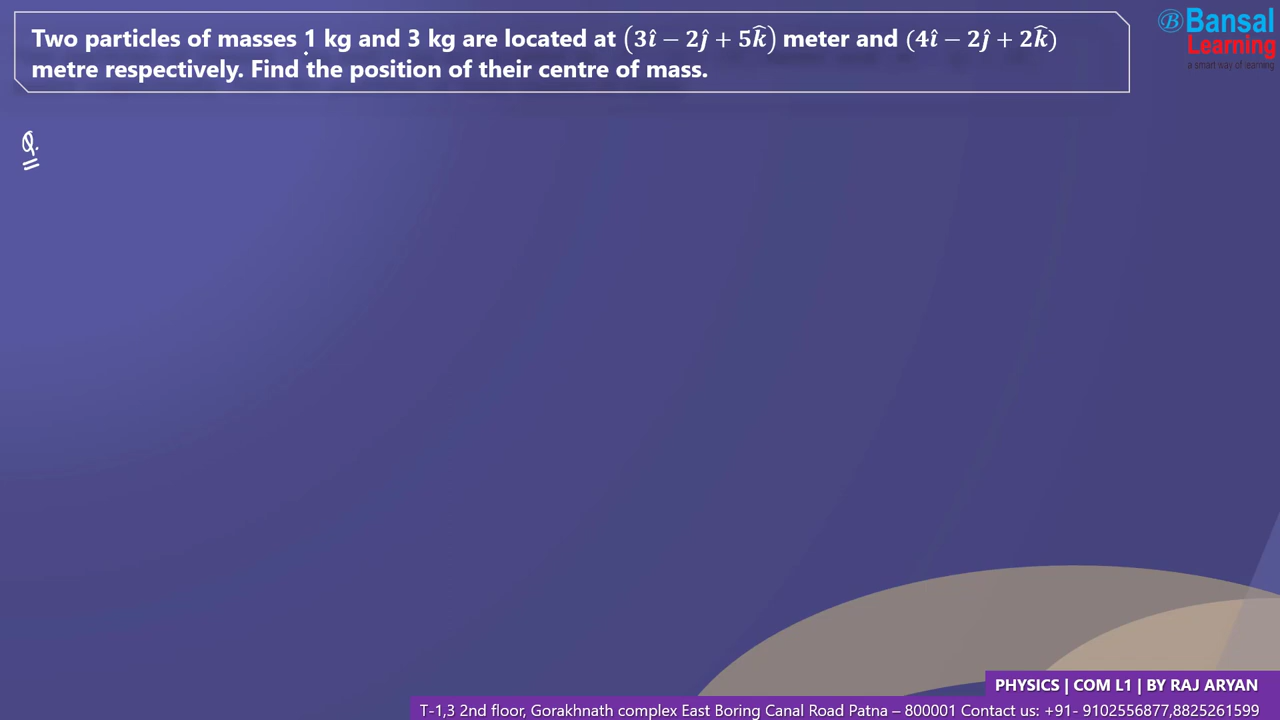 Two particles of masses 1 kg and 3 kg are located at (3î − 2ĵ + 5k̂) meter and (4î − 2ĵ + 2k̂)
metre respectively. Find the position of their centre of mass.
Ⓑ Bansal
Learning
a smart way of learning.
Q.
PHYSICS | COM L1 | BY RAJ ARYAN
T-1,3 2nd floor, Gorakhnath complex East Boring Canal Road Patna – 800001 Contact us: +91- 9102556877,8825261599